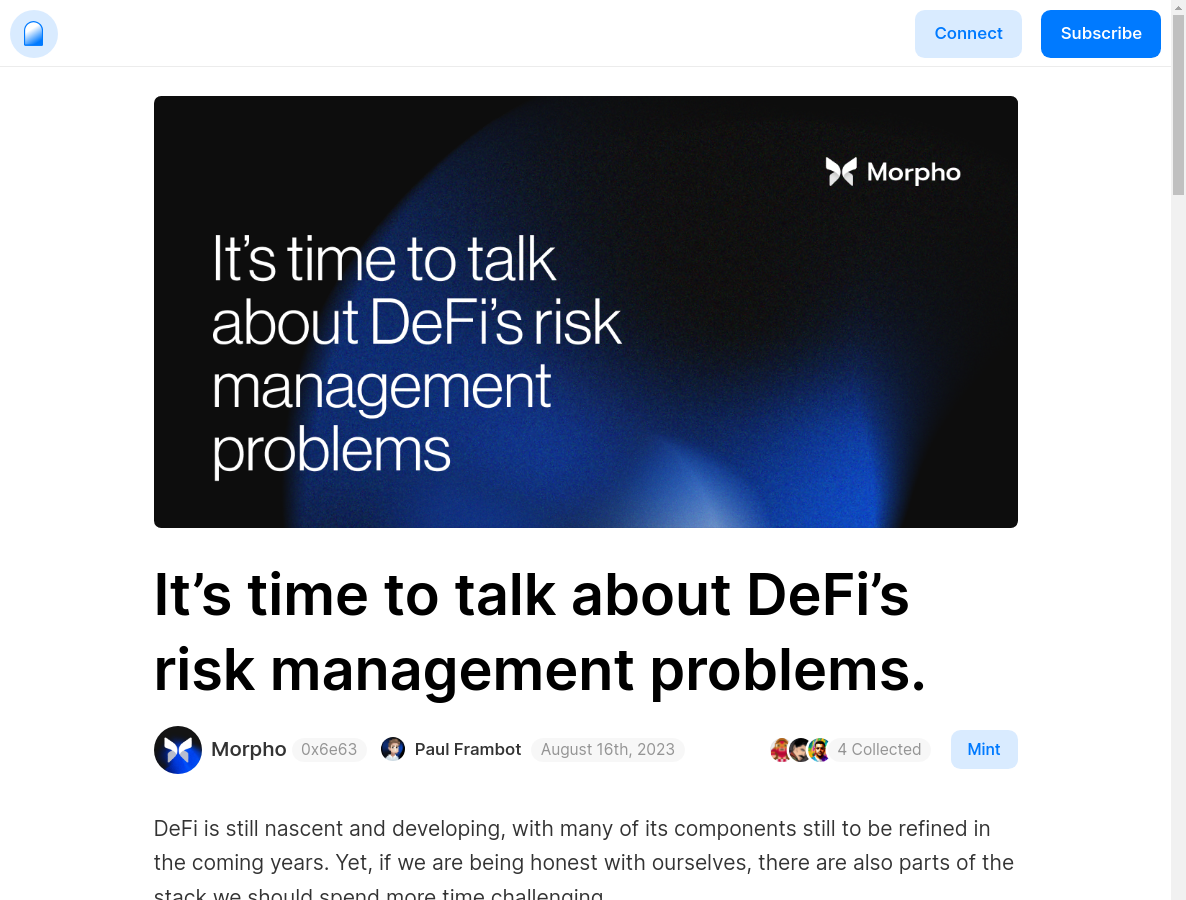 Connect
Subscribe
Morpho
It’s time to talk
about DeFi’s risk
management
problems
It’s time to talk about DeFi’s
risk management problems.
Morpho 0x6e63 Paul Frambot August 16th, 2023 4 Collected Mint
DeFi is still nascent and developing, with many of its components still to be refined in
the coming years. Yet, if we are being honest with ourselves, there are also parts of the
stack we should spend more time challenging.